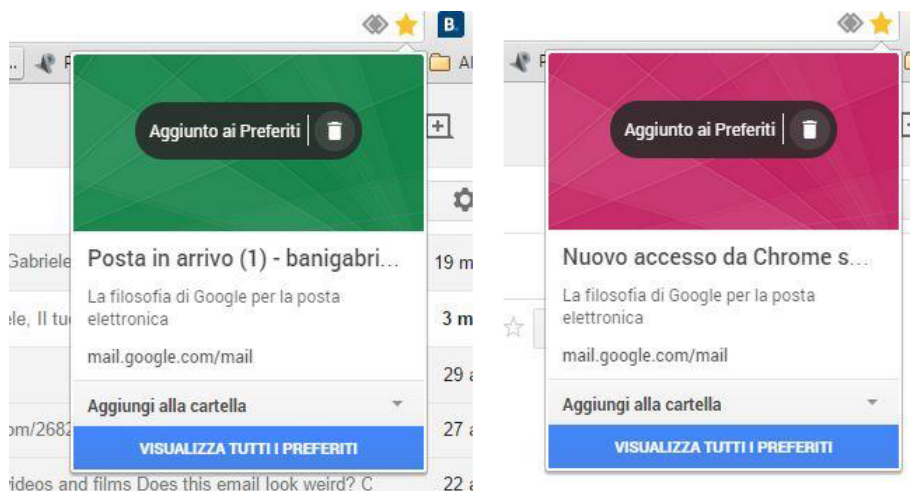 B.
Aggiunto ai Preferiti
Gabriele
Posta in arrivo (1) - banigabri...
19 m
La filosofia di Google per la posta
elettronica
ele, Il tuo
3 m
mail.google.com/mail
29 a
Aggiungi alla cartella
om/2682
27 a
VISUALIZZA TUTTI I PREFERITI
videos and films Does this email look weird? C
22 a
Aggiunto ai Preferiti
Nuovo accesso da Chrome s...
La filosofia di Google per la posta
elettronica
mail.google.com/mail
Aggiungi alla cartella
VISUALIZZA TUTTI I PREFERITI